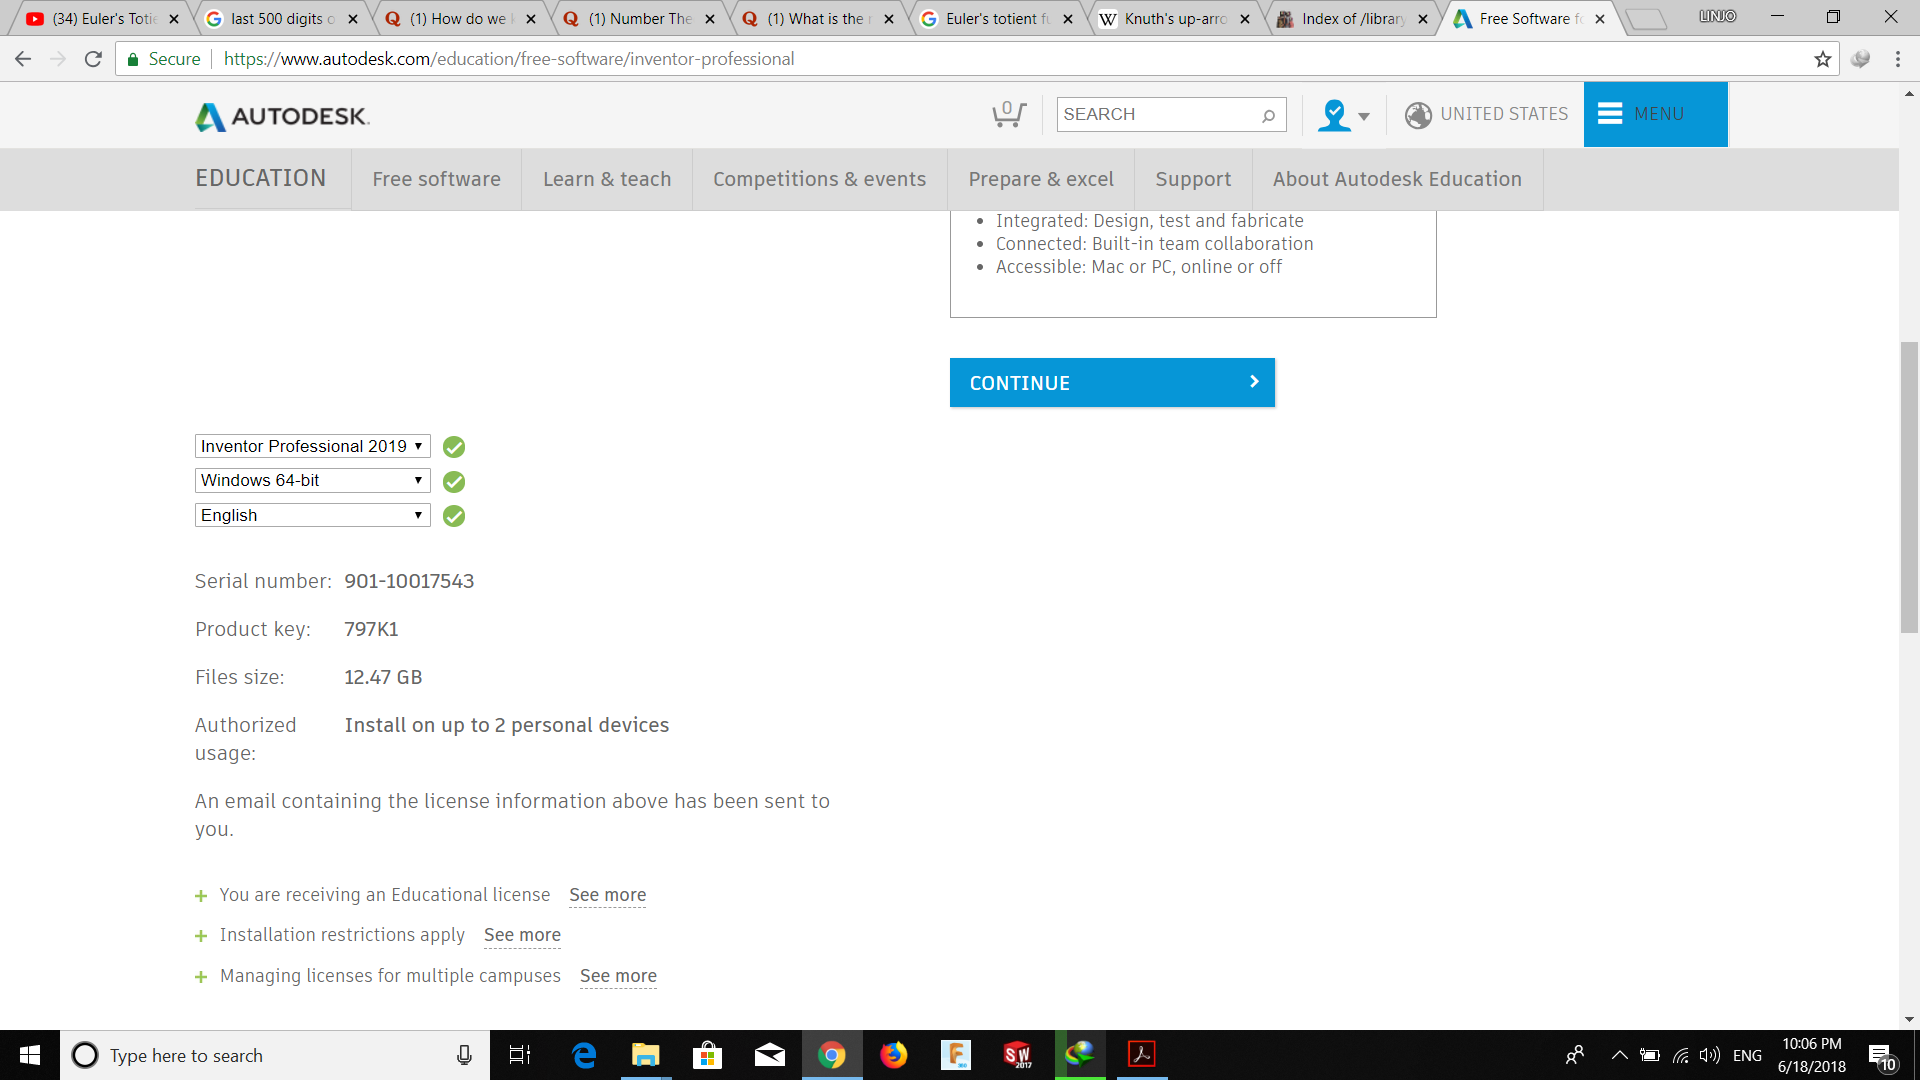 (34) Euler's Toti
last 500 digits o
(1) How do we k
(1) Number The
(1) What is the r
Euler's totient fu
Knuth's up-arro
Index of /library
Free Software fo
LINJO
Secure https://www.autodesk.com/education/free-software/inventor-professional
AUTODESK.
0
SEARCH
UNITED STATES
MENU
EDUCATION
Free software
Learn & teach
Competitions & events
Prepare & excel
Support
About Autodesk Education
• Integrated: Design, test and fabricate
• Connected: Built-in team collaboration
• Accessible: Mac or PC, online or off
CONTINUE
Inventor Professional 2019
Windows 64-bit
English
Serial number: 901-10017543
Product key: 797K1
Files size: 12.47 GB
Authorized Install on up to 2 personal devices
usage:
An email containing the license information above has been sent to
you.
+ You are receiving an Educational license See more
+ Installation restrictions apply See more
+ Managing licenses for multiple campuses See more
Type here to search
SW
2017
ENG
10:06 PM
6/18/2018
10